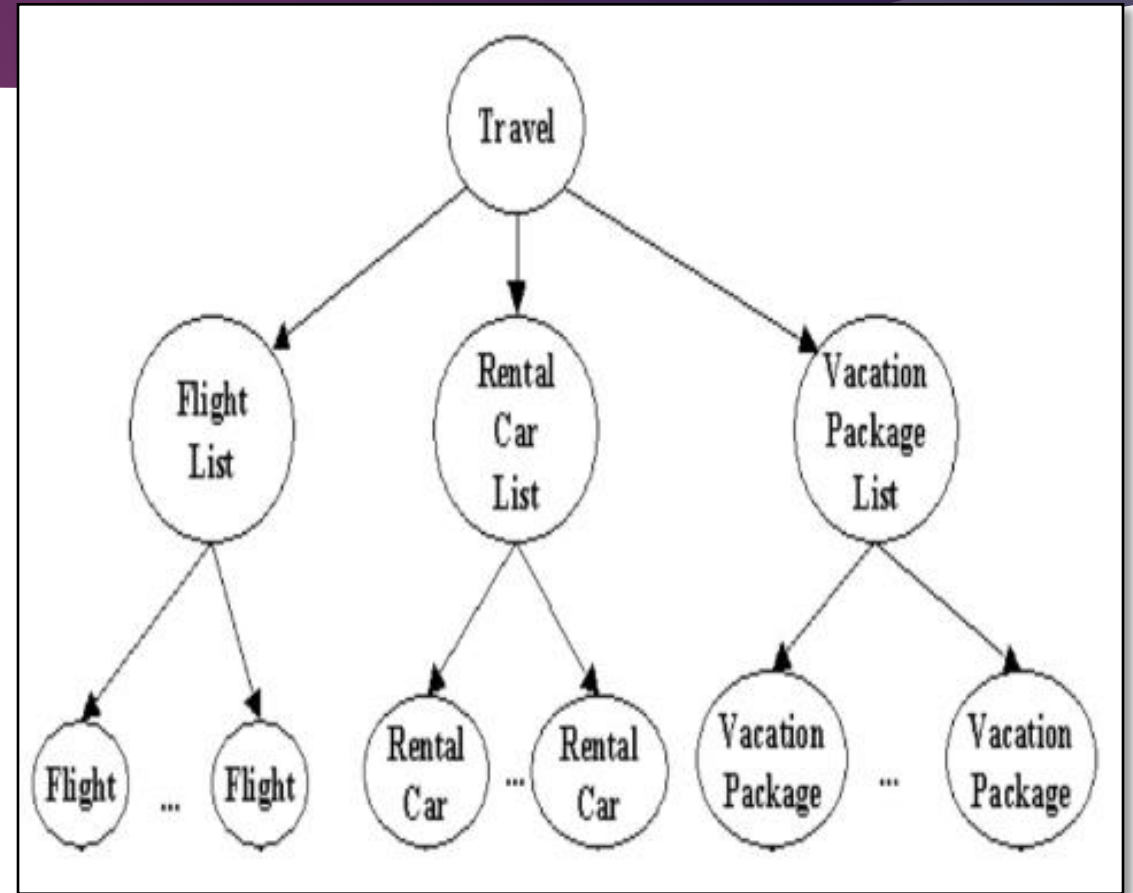 Travel
Flight
List
Rental
Car
List
Vacation
Package
List
Flight
...
Flight
Rental
Car
...
Rental
Car
Vacation
Package
...
Vacation
Package